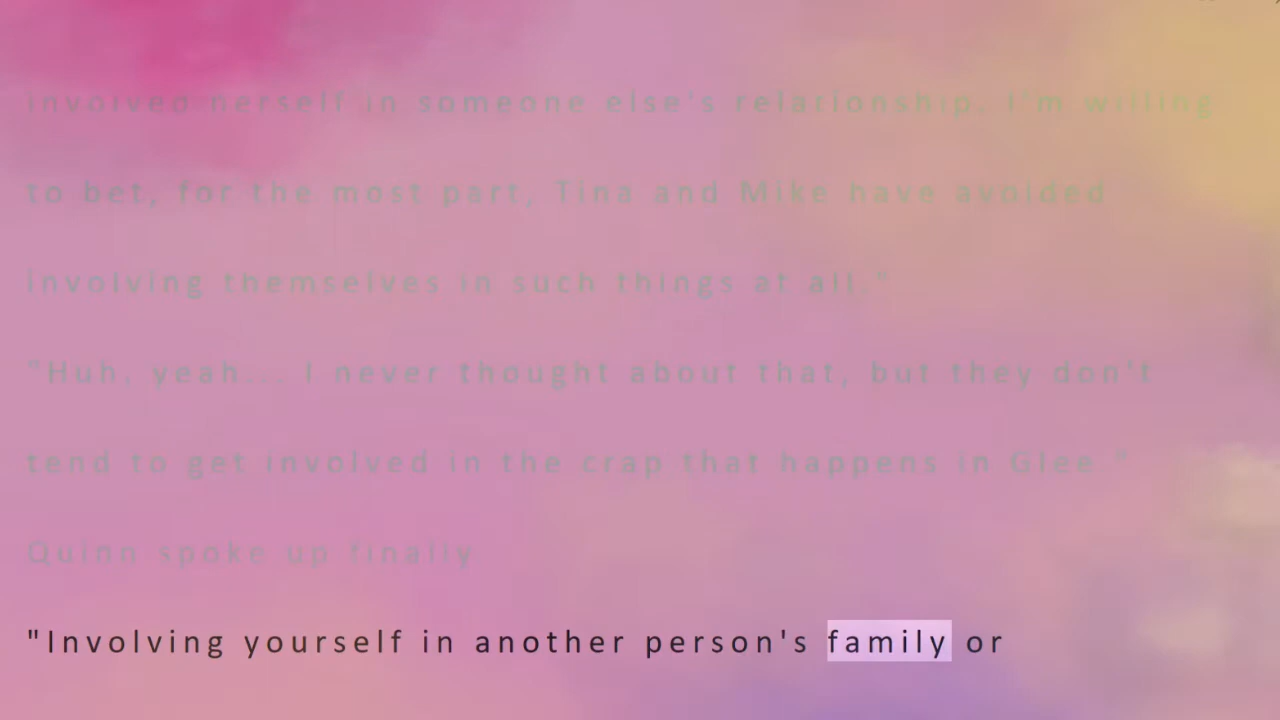 involved herself in someone else's relationship, I'm willing
to bet, for the most part, Tina and Mike have avoided
involving themselves in such things at all."
"Huh, yeah... I never thought about that, but they don't
tend to get involved in the crap that happens in Glee."
Quinn spoke up finally
"Involving yourself in another person's family or